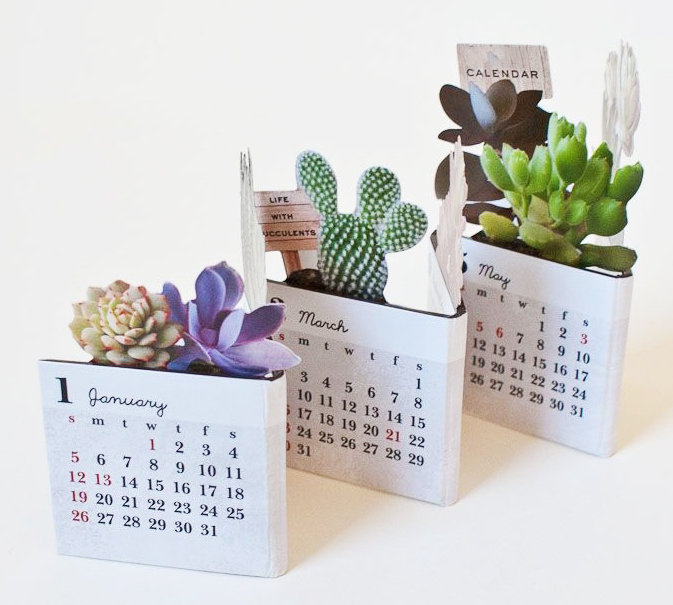 CALENDAR
LIFE
WITH
UCCULENTS
1 January
s m t w t f s
1 2 3 4
5 6 7 8 9 10 11
12 13 14 15 16 17 18
19 20 21 22 23 24 25
26 27 28 29 30 31
March
s m t w t f s
1
3 4 5 6 7 8
10 11 12 13 14 15
17 18 19 20 21 22
24 25 26 27 28 29
31
May
m t w t f s
1 2 3
5 6 7 8 9 10
12 13 14 15 16 17
19 20 21 22 23 24
26 27 28 29 30 31